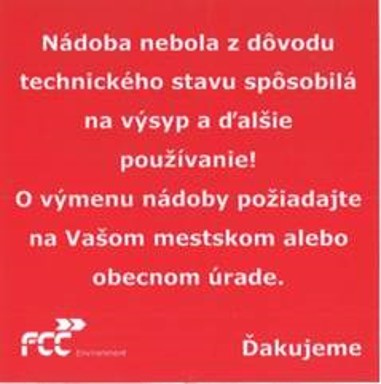 Nádoba nebola z dôvodu
technického stavu spôsobilá
na výsyp a ďalšie
používanie!
O výmenu nádoby požiadajte
na Vašom mestskom alebo
obecnom úrade.
FCC Environment
Ďakujeme